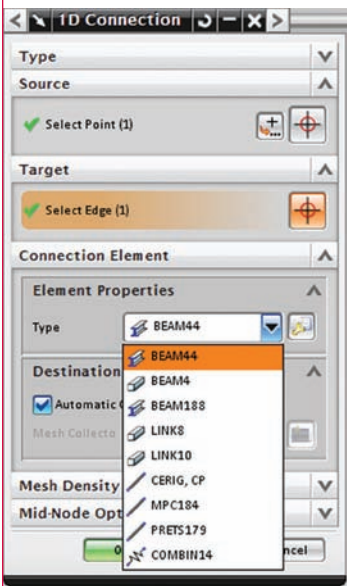 1D Connection
Type
Source
Select Point (1)
Target
Select Edge (1)
Connection Element
Element Properties
Type BEAM44
BEAM44
Destination
BEAM4
Automatic
BEAM188
Mesh Collecto
LINK8
LINK10
Mesh Density
CERIG, CP
Mid-Node Opt
MPC184
PRETS179
COMBIN14
ncel